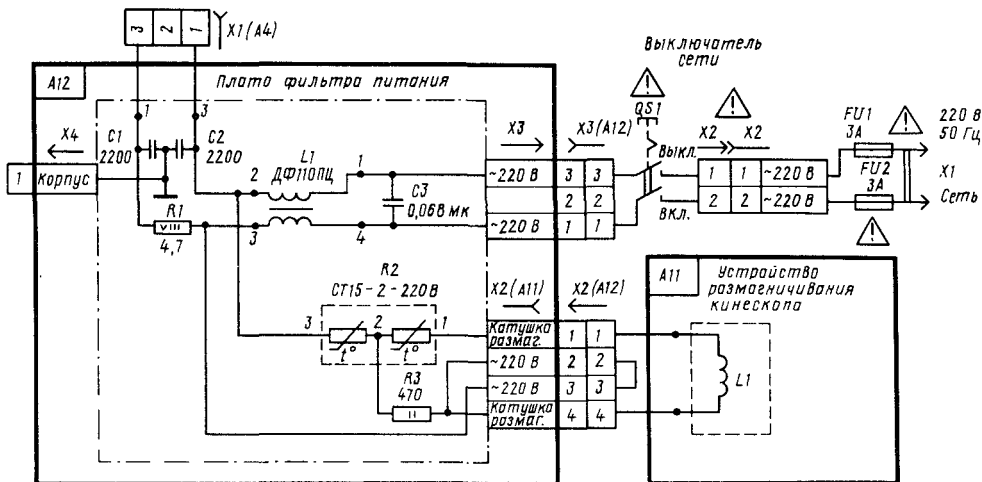 3 2 1 X1(A4)
Выключатель
сети
А12 Плата фильтра питания
QS1
FU1
3А
220 В
50 Гц
1 3
X4 C1
2200
C2
2200
X3 X3(A12) Выкл. X2 X2
L1
ДФ110ПЦ
2 1
1 Корпус
~220 В 3 3
2 2
~220 В 1 1
1 1 ~220 В
2 2 ~220 В
FU2
3А
X1
Сеть
C3
0,068 мк
R1
VIII
4,7
3 4
Вкл.
R2
СТ15-2-220В
X2(A11) X2(A12)
А11 Устройство
размагничивания
кинескопа
3 2 1
t° t°
Катушка
размаг. 1 1
~220 В 2 2
~220 В 3 3
Катушка
размаг. 4 4
R3
470
II
L1